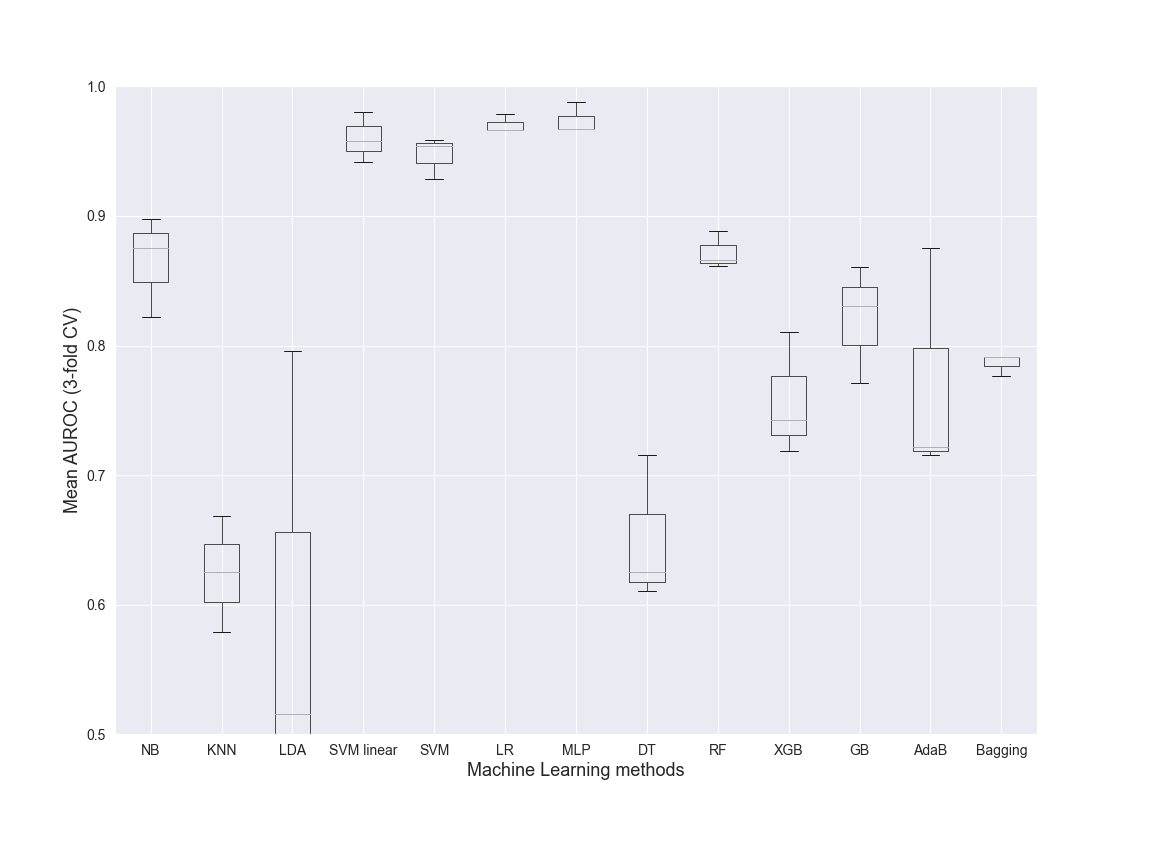 1.0
0.9
0.8
0.7
0.6
0.5
Mean AUROC (3-fold CV)
NB KNN LDA SVM linear SVM LR MLP DT RF XGB GB AdaB Bagging
Machine Learning methods